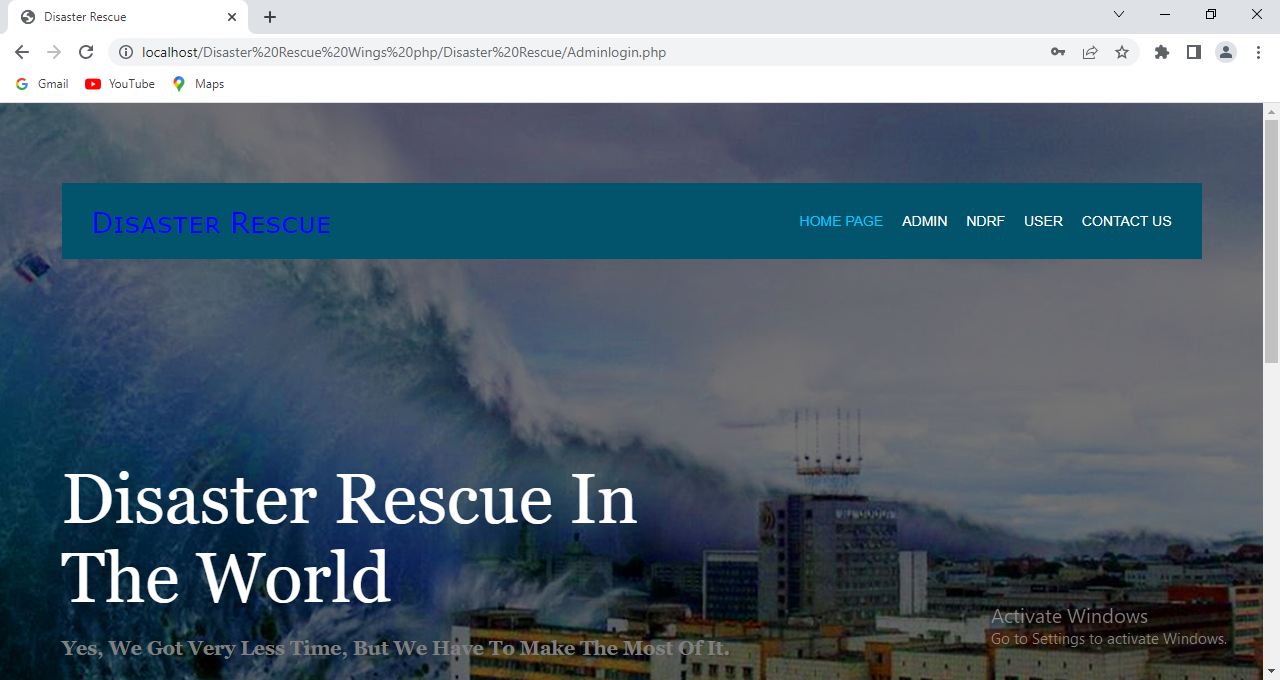 Disaster Rescue
localhost/Disaster%20Rescue%20Wings%20php/Disaster%20Rescue/Adminlogin.php
Gmail YouTube Maps
DISASTER RESCUE HOME PAGE ADMIN NDRF USER CONTACT US
Disaster Rescue In
The World
Yes, We Got Very Less Time, But We Have To Make The Most Of It.
Activate Windows
Go to Settings to activate Windows.